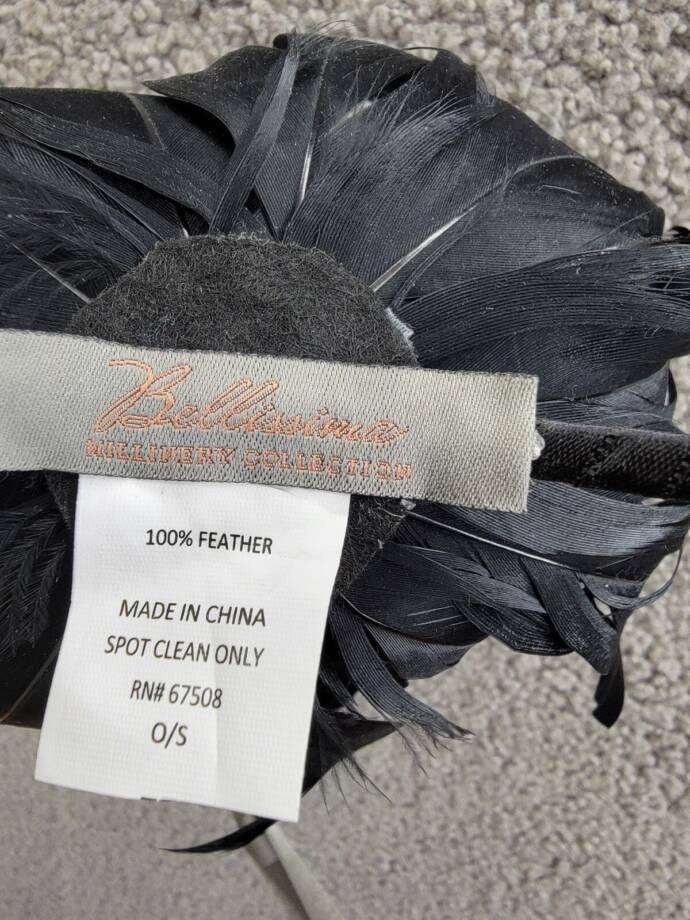 Bellissima
MILLINERY COLLECTION
100% FEATHER
MADE IN CHINA
SPOT CLEAN ONLY
RN# 67508
O/S